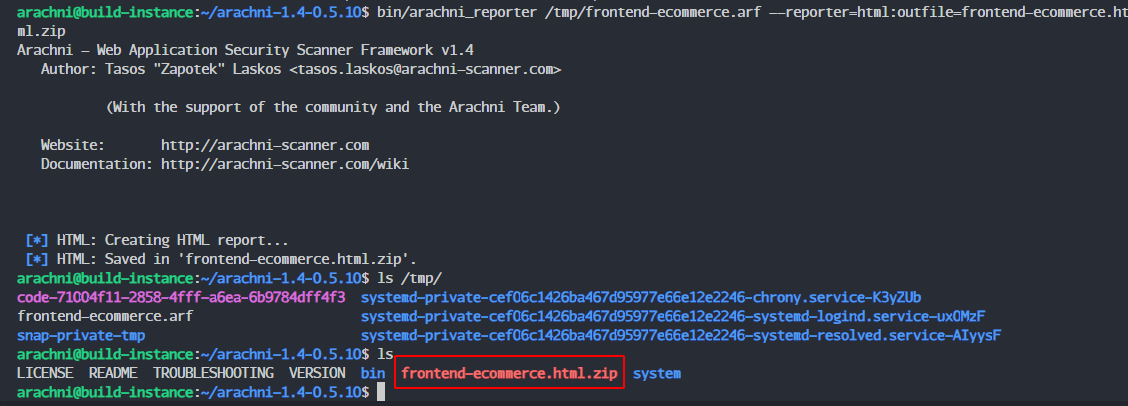 arachni@build-instance:~/arachni-1.4-0.5.10$ bin/arachni_reporter /tmp/frontend-ecommerce.arf --reporter=html:outfile=frontend-ecommerce.ht
ml.zip
Arachni - Web Application Security Scanner Framework v1.4
   Author: Tasos "Zapotek" Laskos <tasos.laskos@arachni-scanner.com>

           (With the support of the community and the Arachni Team.)

   Website:       http://arachni-scanner.com
   Documentation: http://arachni-scanner.com/wiki

 [*] HTML: Creating HTML report...
 [*] HTML: Saved in 'frontend-ecommerce.html.zip'.
arachni@build-instance:~/arachni-1.4-0.5.10$ ls /tmp/
code-71004f11-2858-4fff-a6ea-6b9784dff4f3  systemd-private-cef06c1426ba467d95977e66e12e2246-chrony.service-K3yZUb
frontend-ecommerce.arf                     systemd-private-cef06c1426ba467d95977e66e12e2246-systemd-logind.service-uxOMzF
snap-private-tmp                           systemd-private-cef06c1426ba467d95977e66e12e2246-systemd-resolved.service-AIyysF
arachni@build-instance:~/arachni-1.4-0.5.10$ ls
LICENSE  README  TROUBLESHOOTING  VERSION  bin  frontend-ecommerce.html.zip  system
arachni@build-instance:~/arachni-1.4-0.5.10$